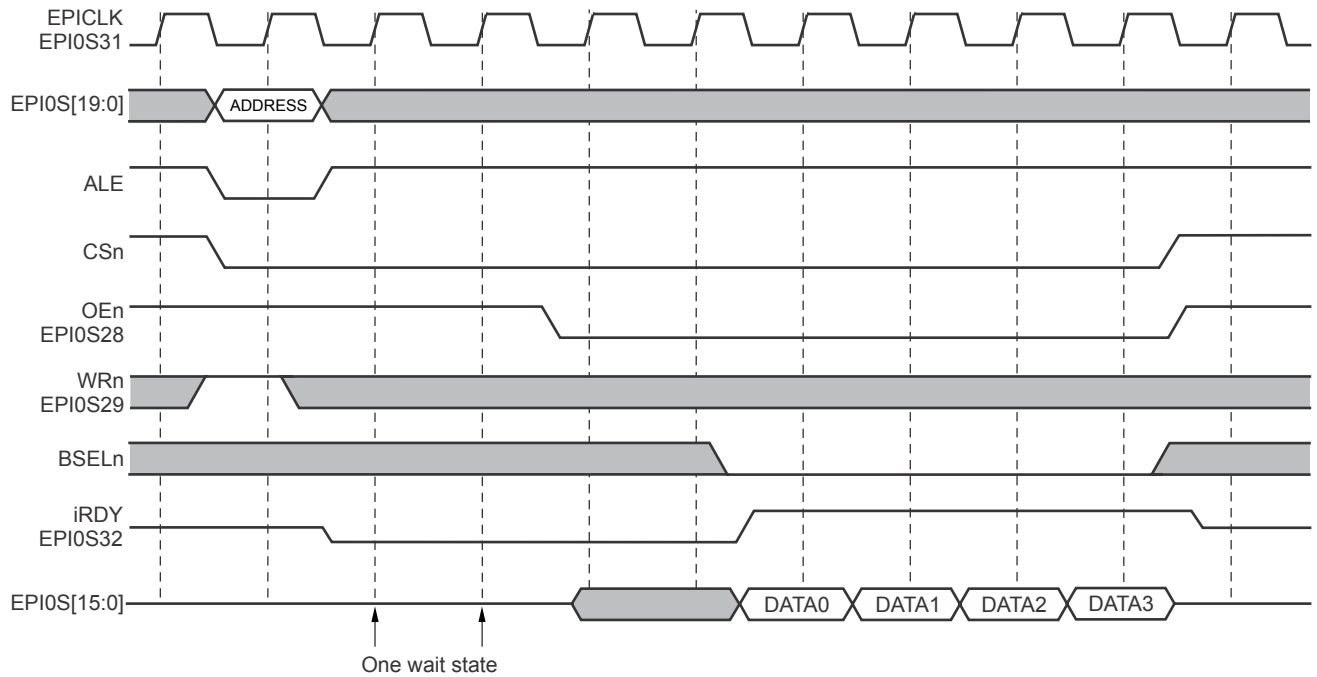 EPICLK
EPI0S31
EPI0S[19:0]
ADDRESS
ALE
CSn
OEn
EPI0S28
WRn
EPI0S29
BSELn
iRDY
EPI0S32
EPI0S[15:0]
DATA0
DATA1
DATA2
DATA3
One wait state